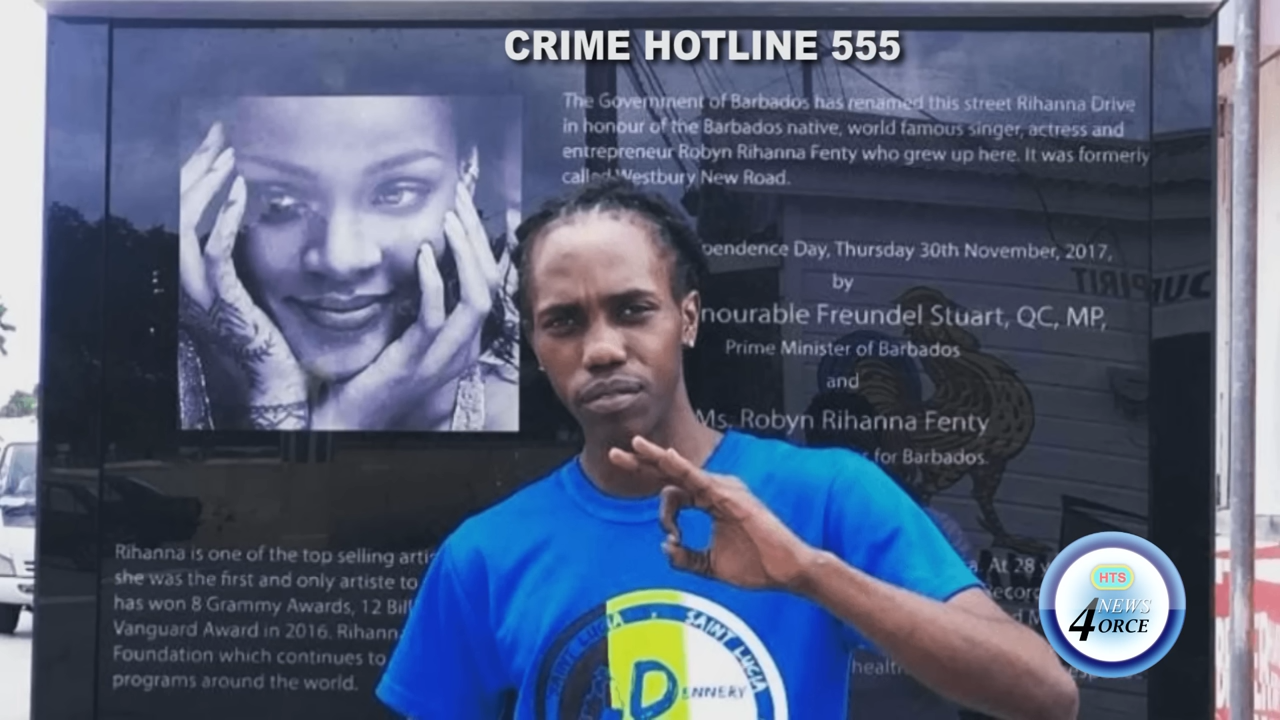 CRIME HOTLINE 555
The Government of Barbados has renamed this street Rihanna Drive
in honour of the Barbados native, world famous singer, actress and
entrepreneur Robyn Rihanna Fenty who grew up here. It was formerly
called Westbury New Road.
pendence Day, Thursday 30th November, 2017,
by
nourable Freundel Stuart, QC, MP,
Prime Minister of Barbados
and
Ms. Robyn Rihanna Fenty
for Barbados.
Rihanna is one of the top selling artis
she was the first and only artiste to
has won 8 Grammy Awards, 12 Bill
Vanguard Award in 2016. Rihann
Foundation which continues to
programs around the world.
At 28
health
SAINT LUCIA
DENNERY
HTS
NEWS
4ORCE